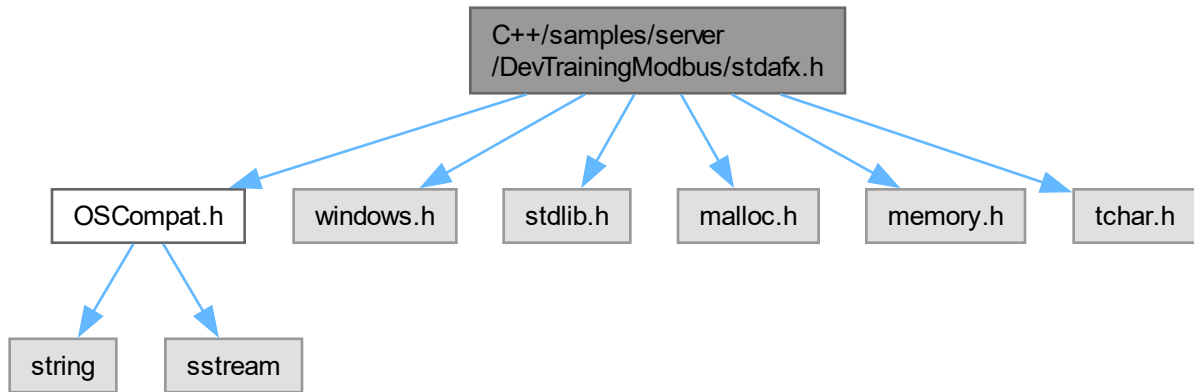 C++/samples/server
/DevTrainingModbus/stdafx.h
OSCompat.h
windows.h
stdlib.h
malloc.h
memory.h
tchar.h
string
sstream